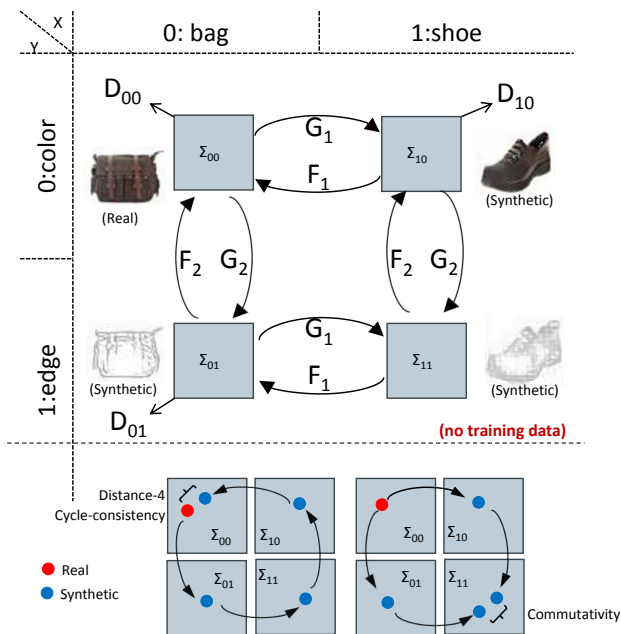 X
Y
0: bag
1:shoe
0:color
1:edge
D₀₀
D₁₀
Σ₀₀
G₁
F₁
Σ₁₀
(Real)
(Synthetic)
F₂
G₂
F₂
G₂
Σ₀₁
G₁
F₁
Σ₁₁
(Synthetic)
(Synthetic)
D₀₁
(no training data)
Distance-4
Cycle-consistency
Σ₀₀
Σ₁₀
Σ₀₁
Σ₁₁
Σ₀₀
Σ₁₀
Σ₀₁
Σ₁₁
Real
Synthetic
Commutativity